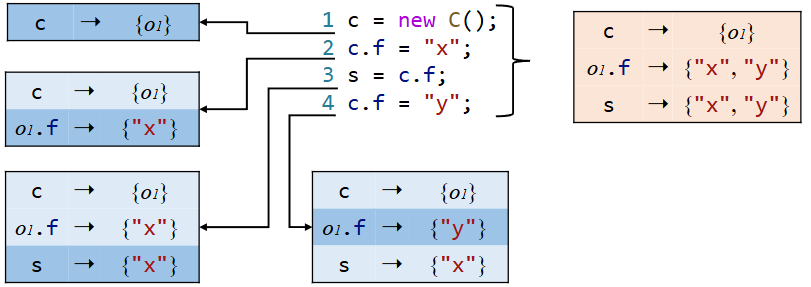 c → {o1}
1 c = new C();
2 c.f = "x";
3 s = c.f;
4 c.f = "y";
c → {o1}
o1.f → {"x", "y"}
s → {"x", "y"}
c → {o1}
o1.f → {"x"}
c → {o1}
o1.f → {"x"}
s → {"x"}
c → {o1}
o1.f → {"y"}
s → {"x"}